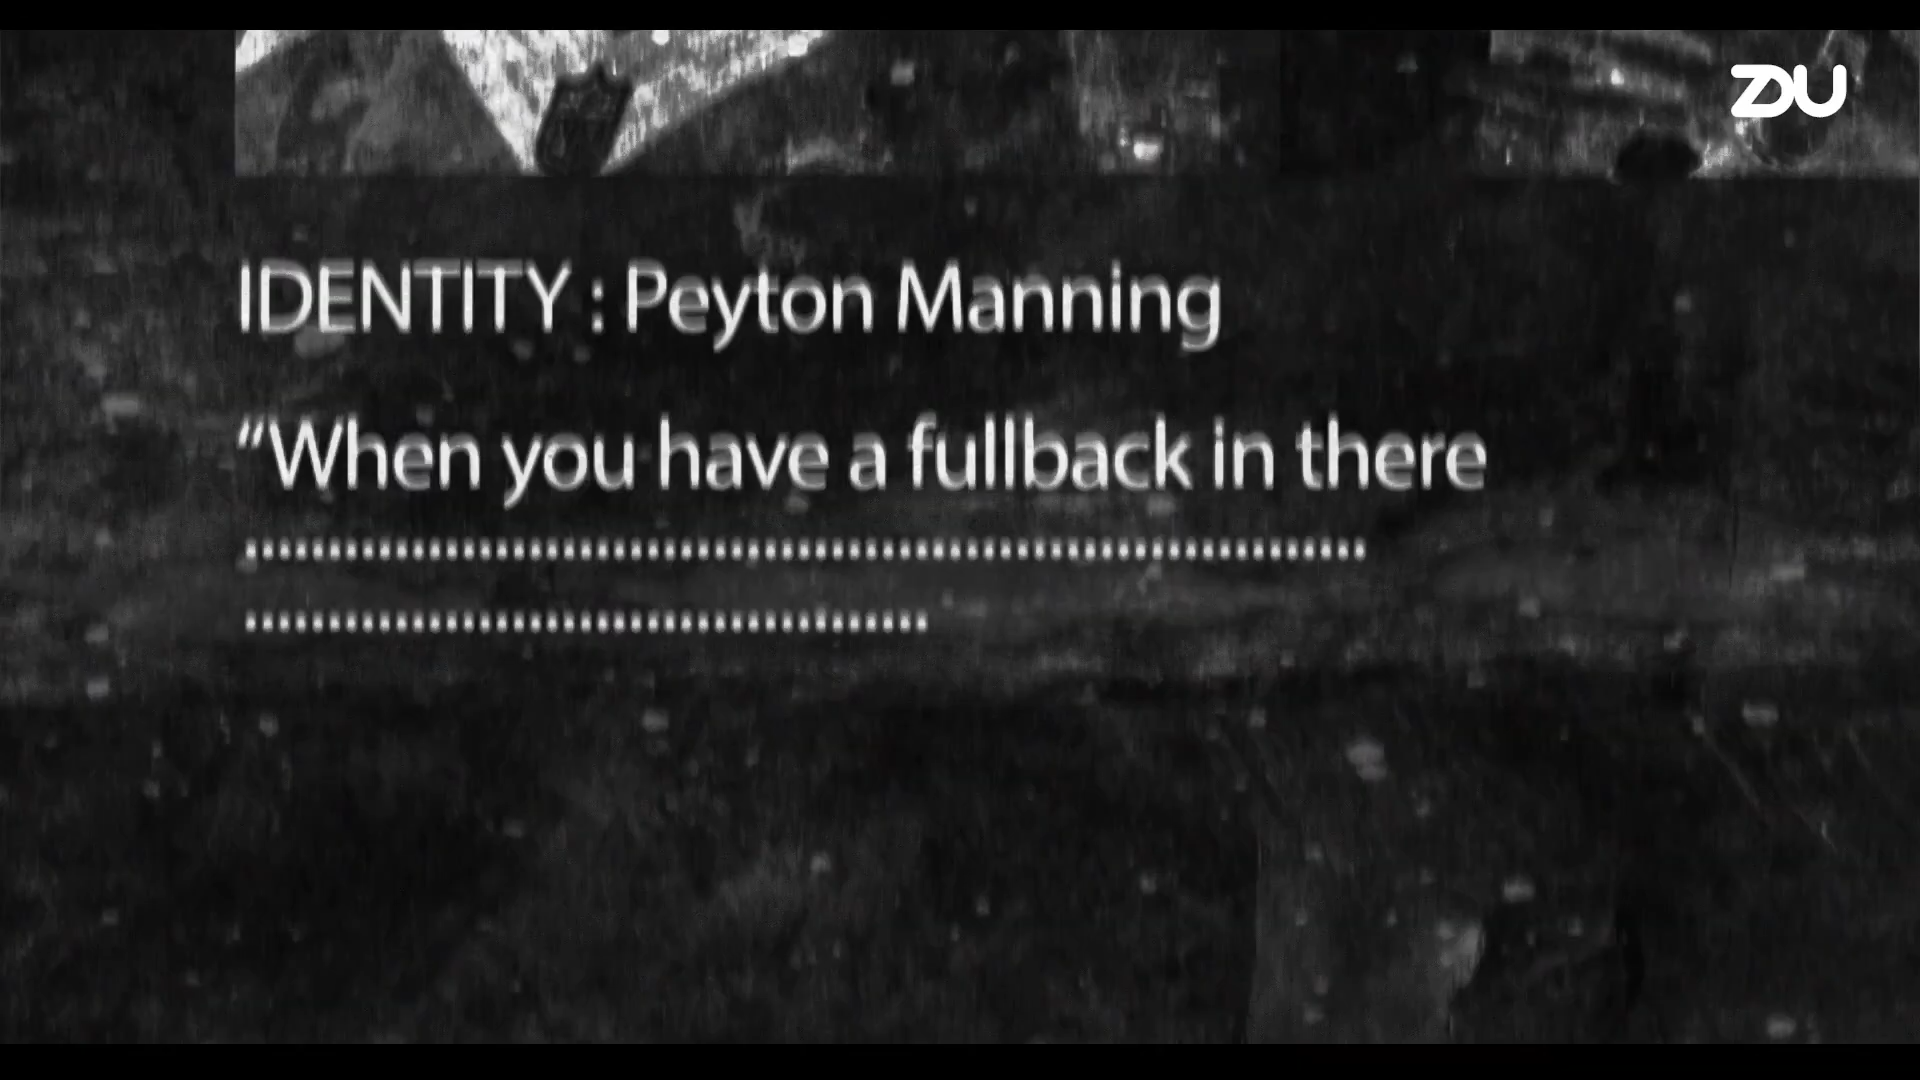 ZDU
IDENTITY : Peyton Manning
“When you have a fullback in there
...................................................................
.........................................